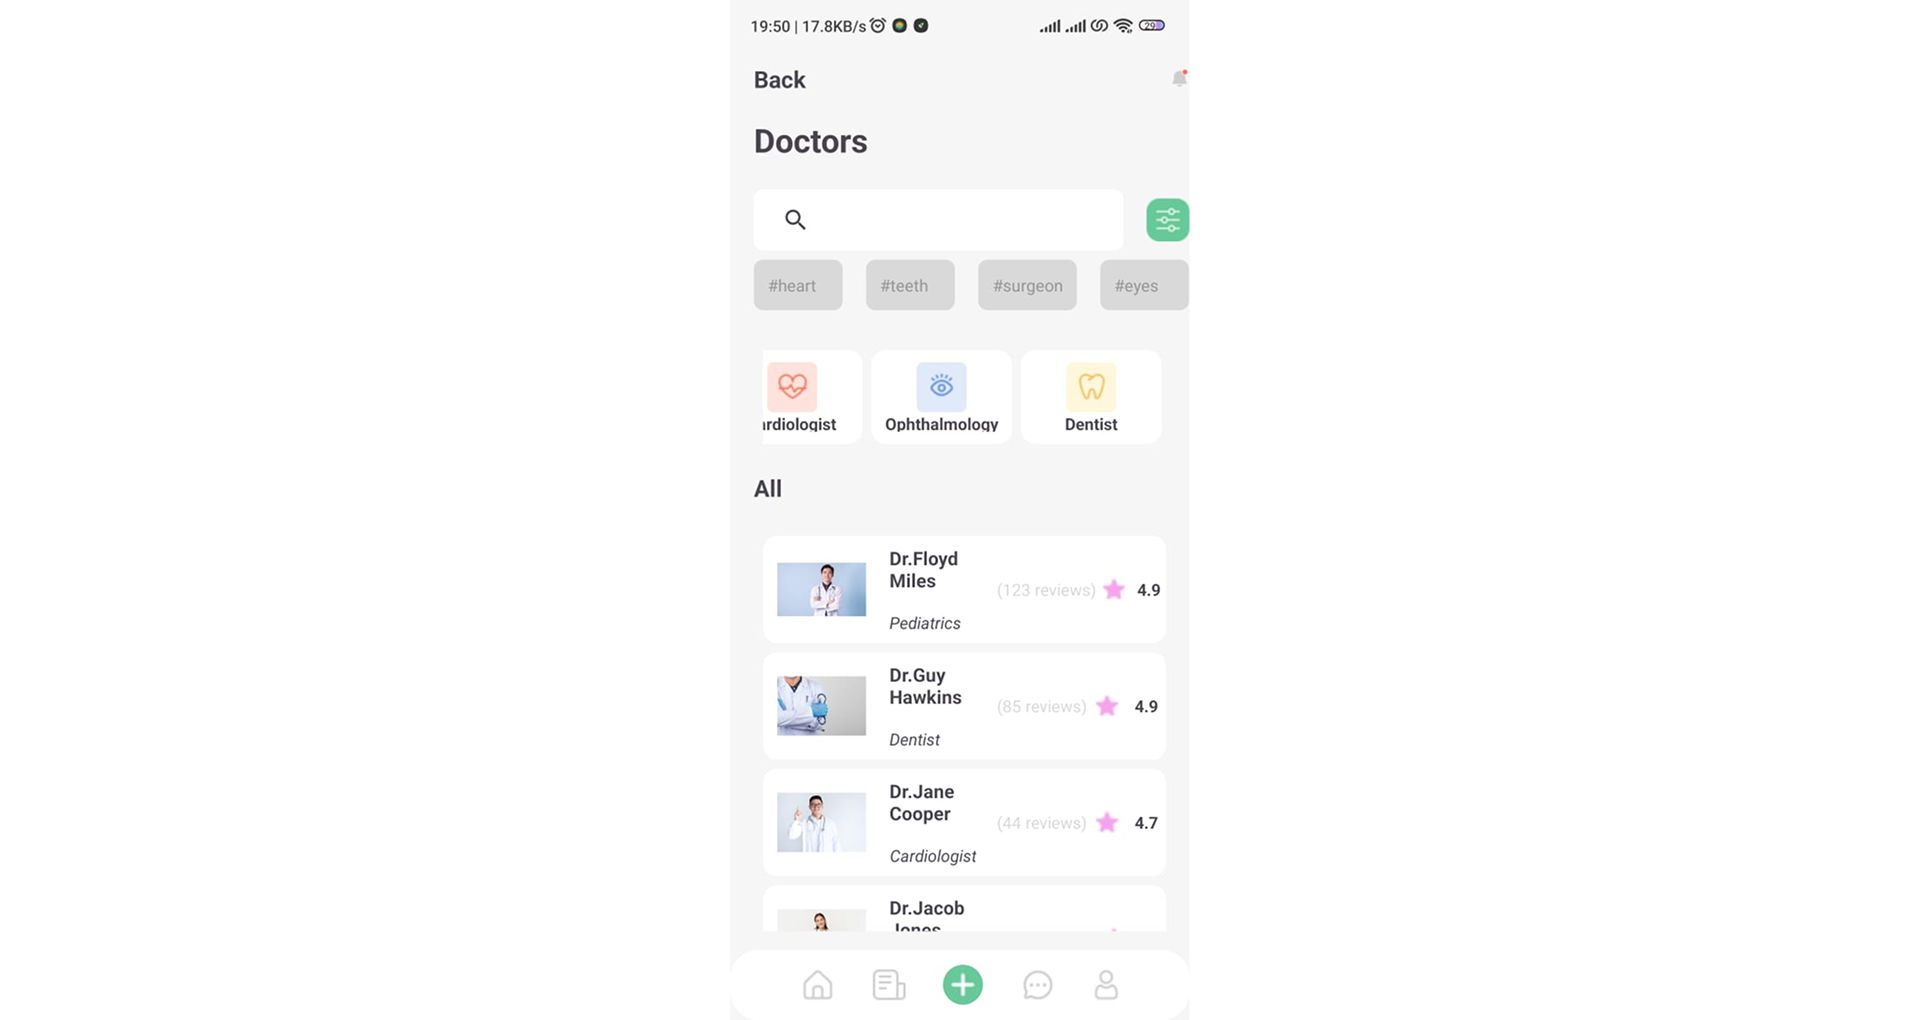 19:50 | 17.8KB/s
29
Back
Doctors
#heart #teeth #surgeon #eyes
ardiologist Ophthalmology Dentist
All
Dr.Floyd
Miles
(123 reviews) 4.9
Pediatrics
Dr.Guy
Hawkins
(85 reviews) 4.9
Dentist
Dr.Jane
Cooper
(44 reviews) 4.7
Cardiologist
Dr.Jacob
Jones